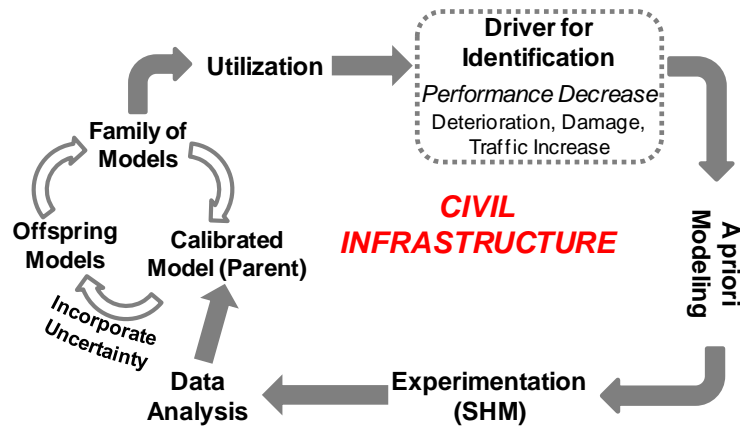 Driver for
Identification
Performance Decrease
Deterioration, Damage,
Traffic Increase
Utilization
Family of
Models
Offspring
Models
Calibrated
Model (Parent)
Incorporate
Uncertainty
CIVIL
INFRASTRUCTURE
A priori
Modeling
Data
Analysis
Experimentation
(SHM)